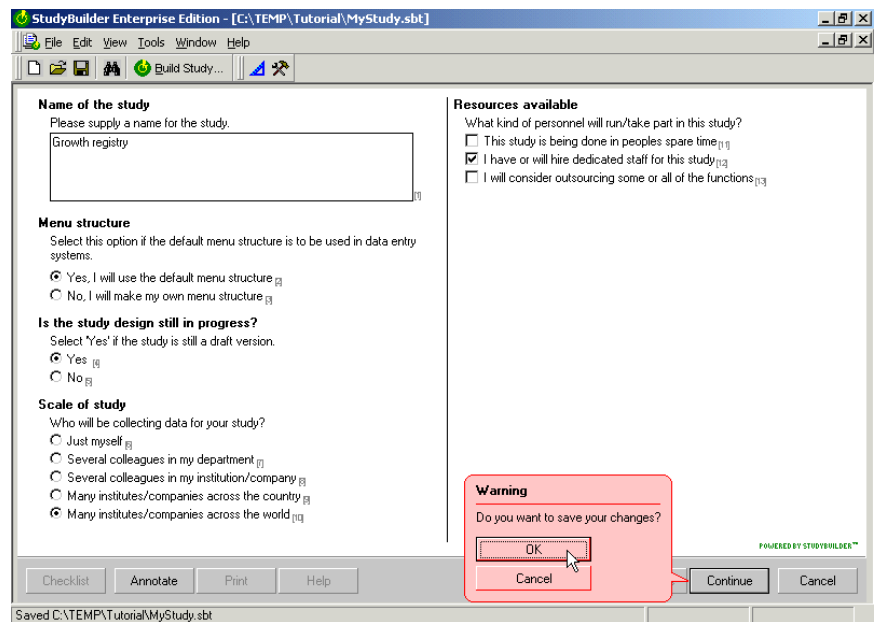 StudyBuilder Enterprise Edition - [C:\TEMP\Tutorial\MyStudy.sbt]
File Edit View Tools Window Help
Build Study...
Name of the study
Please supply a name for the study.
Growth registry
[1]
Menu structure
Select this option if the default menu structure is to be used in data entry
systems.
Yes, I will use the default menu structure [2]
No, I will make my own menu structure [3]
Is the study design still in progress?
Select 'Yes' if the study is still a draft version.
Yes [4]
No [5]
Scale of study
Who will be collecting data for your study?
Just myself [6]
Several colleagues in my department [7]
Several colleagues in my institution/company [8]
Many institutes/companies across the country [9]
Many institutes/companies across the world [10]
Resources available
What kind of personnel will run/take part in this study?
This study is being done in peoples spare time [11]
I have or will hire dedicated staff for this study [12]
I will consider outsourcing some or all of the functions [13]
Warning
Do you want to save your changes?
OK
Cancel
POWERED BY STUDYBUILDER™
Checklist Annotate Print Help Continue Cancel
Saved C:\TEMP\Tutorial\MyStudy.sbt